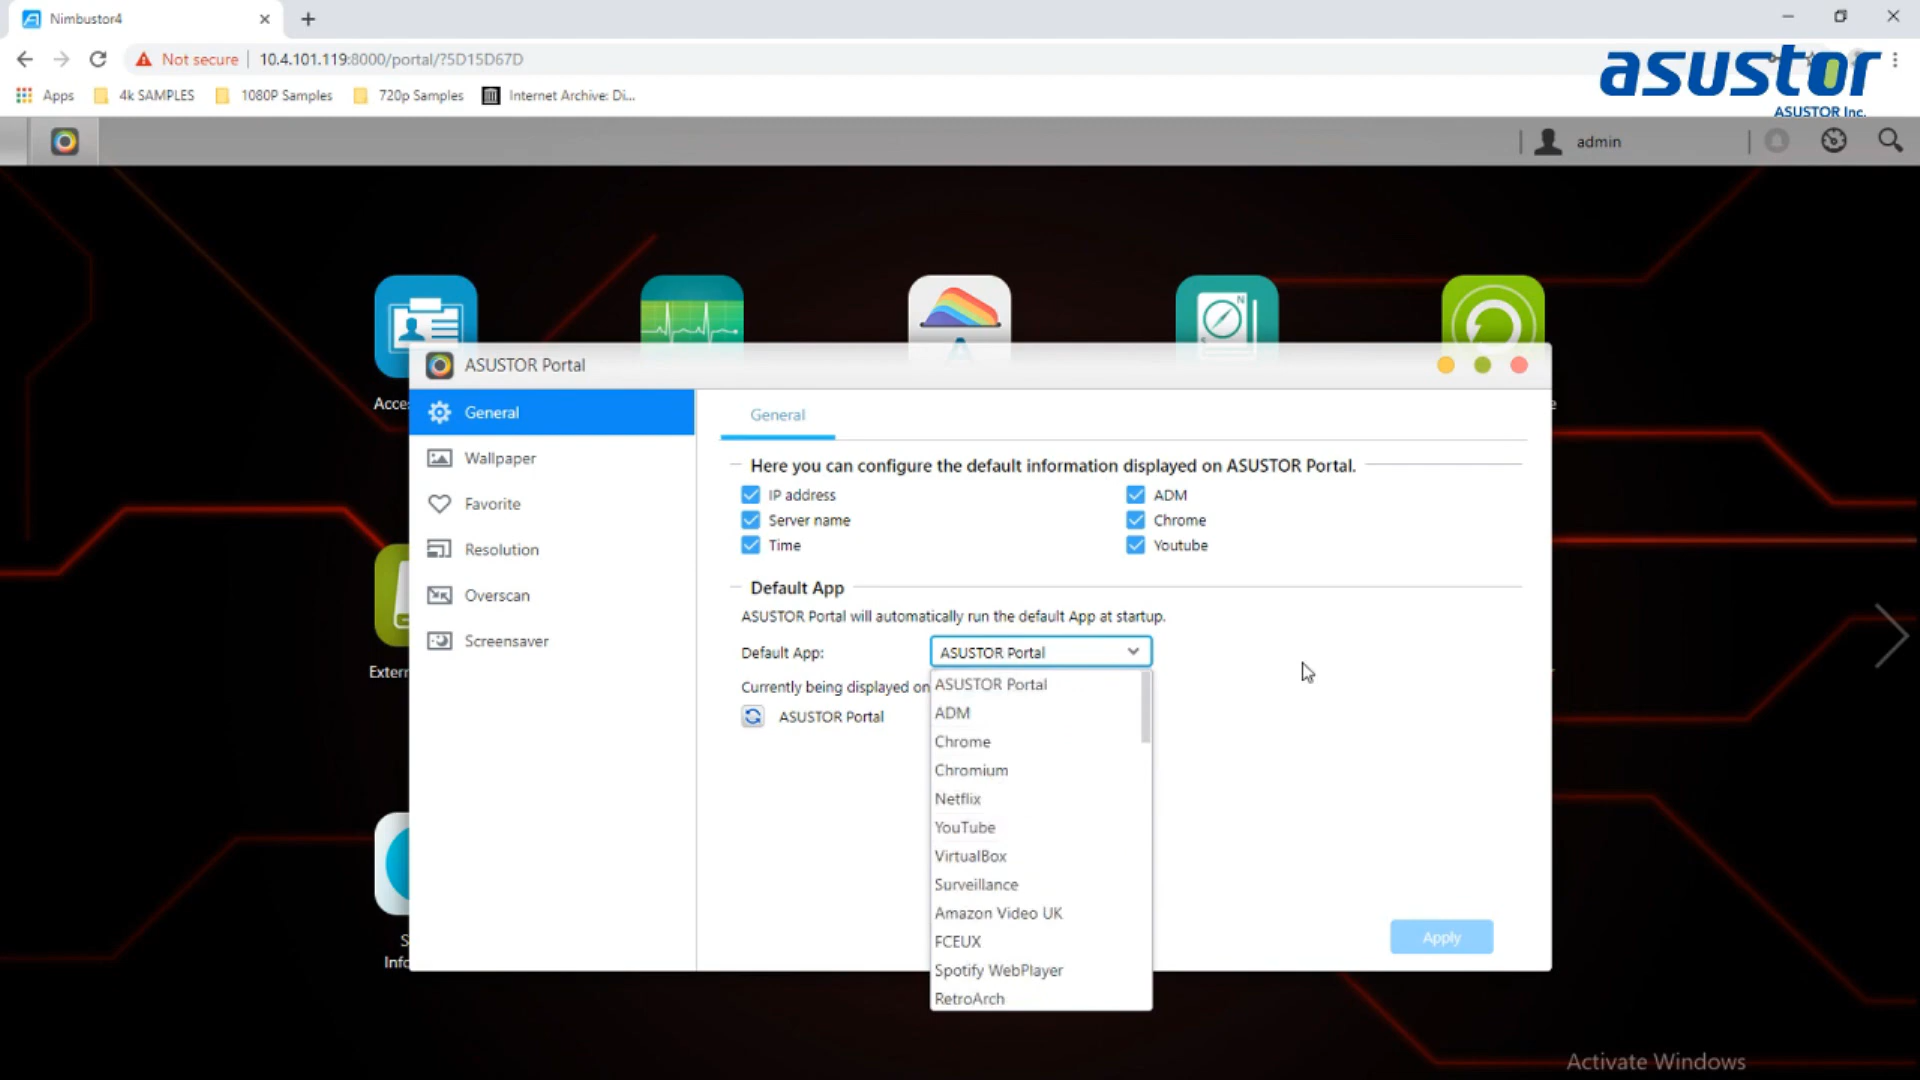 Nimbustor4
Not secure
10.4.101.119:8000/portal/?5D15D67D
Apps
4k SAMPLES
1080P Samples
720p Samples
Internet Archive: Di...
asustor
ASUSTOR Inc.
admin
ASUSTOR Portal
Acce
e
General
Wallpaper
Favorite
Resolution
Overscan
Screensaver
General
Here you can configure the default information displayed on ASUSTOR Portal.
IP address
ADM
Server name
Chrome
Time
Youtube
Default App
ASUSTOR Portal will automatically run the default App at startup.
Default App:
ASUSTOR Portal
Currently being displayed on
ASUSTOR Portal
ASUSTOR Portal
ADM
Chrome
Chromium
Netflix
YouTube
VirtualBox
Surveillance
Amazon Video UK
FCEUX
Spotify WebPlayer
RetroArch
Apply
Extern
S
Info
Activate Windows